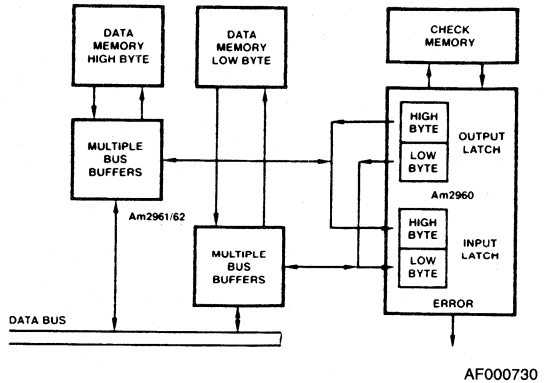 DATA
MEMORY
HIGH BYTE
DATA
MEMORY
LOW BYTE
CHECK
MEMORY
MULTIPLE
BUS
BUFFERS
Am2961/62
MULTIPLE
BUS
BUFFERS
HIGH
BYTE
LOW
BYTE
OUTPUT
LATCH
Am2960
HIGH
BYTE
LOW
BYTE
INPUT
LATCH
ERROR
DATA BUS
AF000730